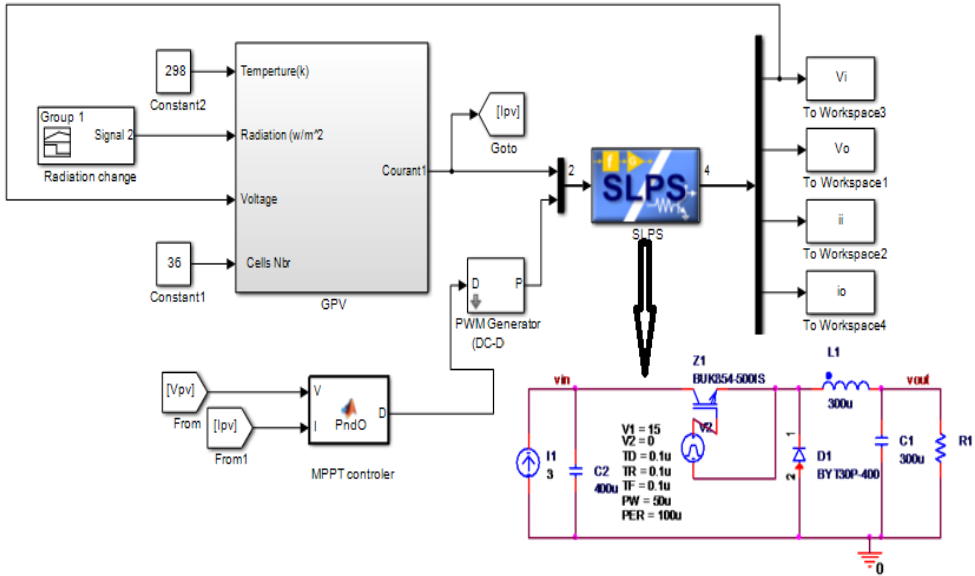 298
Constant2
Group 1
Signal 2
Radiation change
36
Constant1
Temperture(k)
Radiation (w/m^2
Voltage
Cells Nbr
Courant1
GPV
[Ipv]
Goto
2
f
SLPS
4
SLPS
Vi
To Workspace3
Vo
To Workspace1
ii
To Workspace2
io
To Workspace4
D
P
PWM Generator
(DC-D
[Vpv]
From
[Ipv]
From1
V
I
D
PndO
MPPT controler
vin
Z1
BUK854-500IS
L1
300u
vout
I1
3
C2
400u
V2
V1 = 15
V2 = 0
TD = 0.1u
TR = 0.1u
TF = 0.1u
PW = 50u
PER = 100u
1
2
D1
BYT30P-400
C1
300u
R1
0